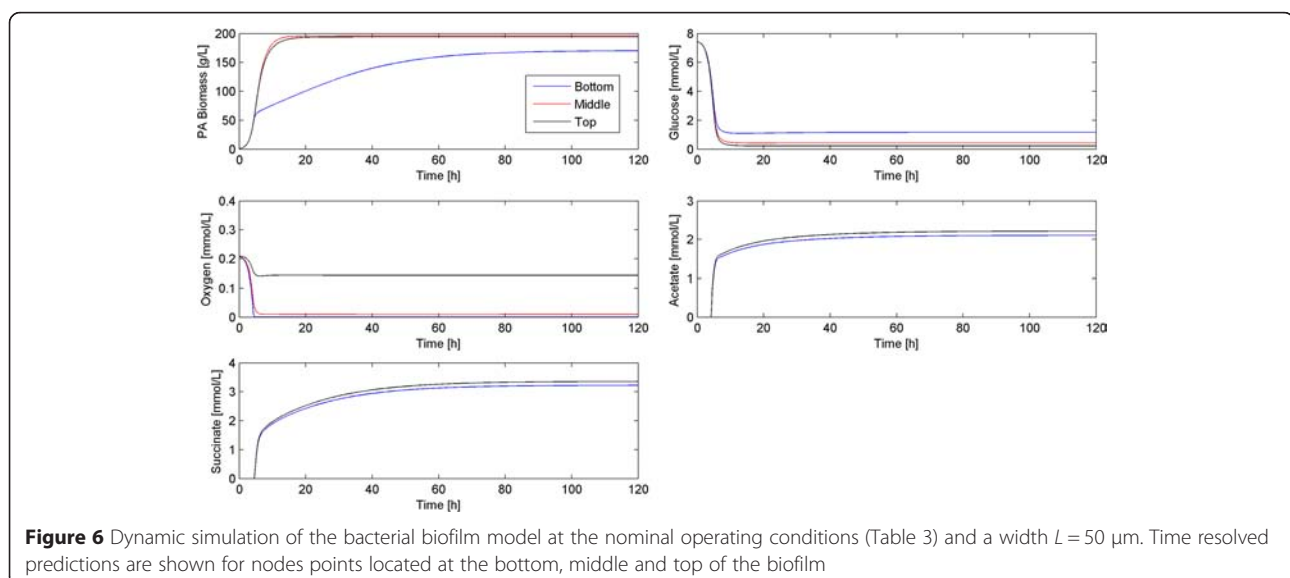 200
150
100
50
0
PA Biomass [g/L]
Bottom
Middle
Top
0 20 40 60 80 100 120
Time [h]
8
6
4
2
0
Glucose [mmol/L]
0 20 40 60 80 100 120
Time [h]
0.4
0.3
0.2
0.1
0
Oxygen [mmol/L]
0 20 40 60 80 100 120
Time [h]
3
2
1
0
Acetate [mmol/L]
0 20 40 60 80 100 120
Time [h]
4
3
2
1
0
Succinate [mmol/L]
0 20 40 60 80 100 120
Time [h]
Figure 6 Dynamic simulation of the bacterial biofilm model at the nominal operating conditions (Table 3) and a width L = 50 μm. Time resolved
predictions are shown for nodes points located at the bottom, middle and top of the biofilm